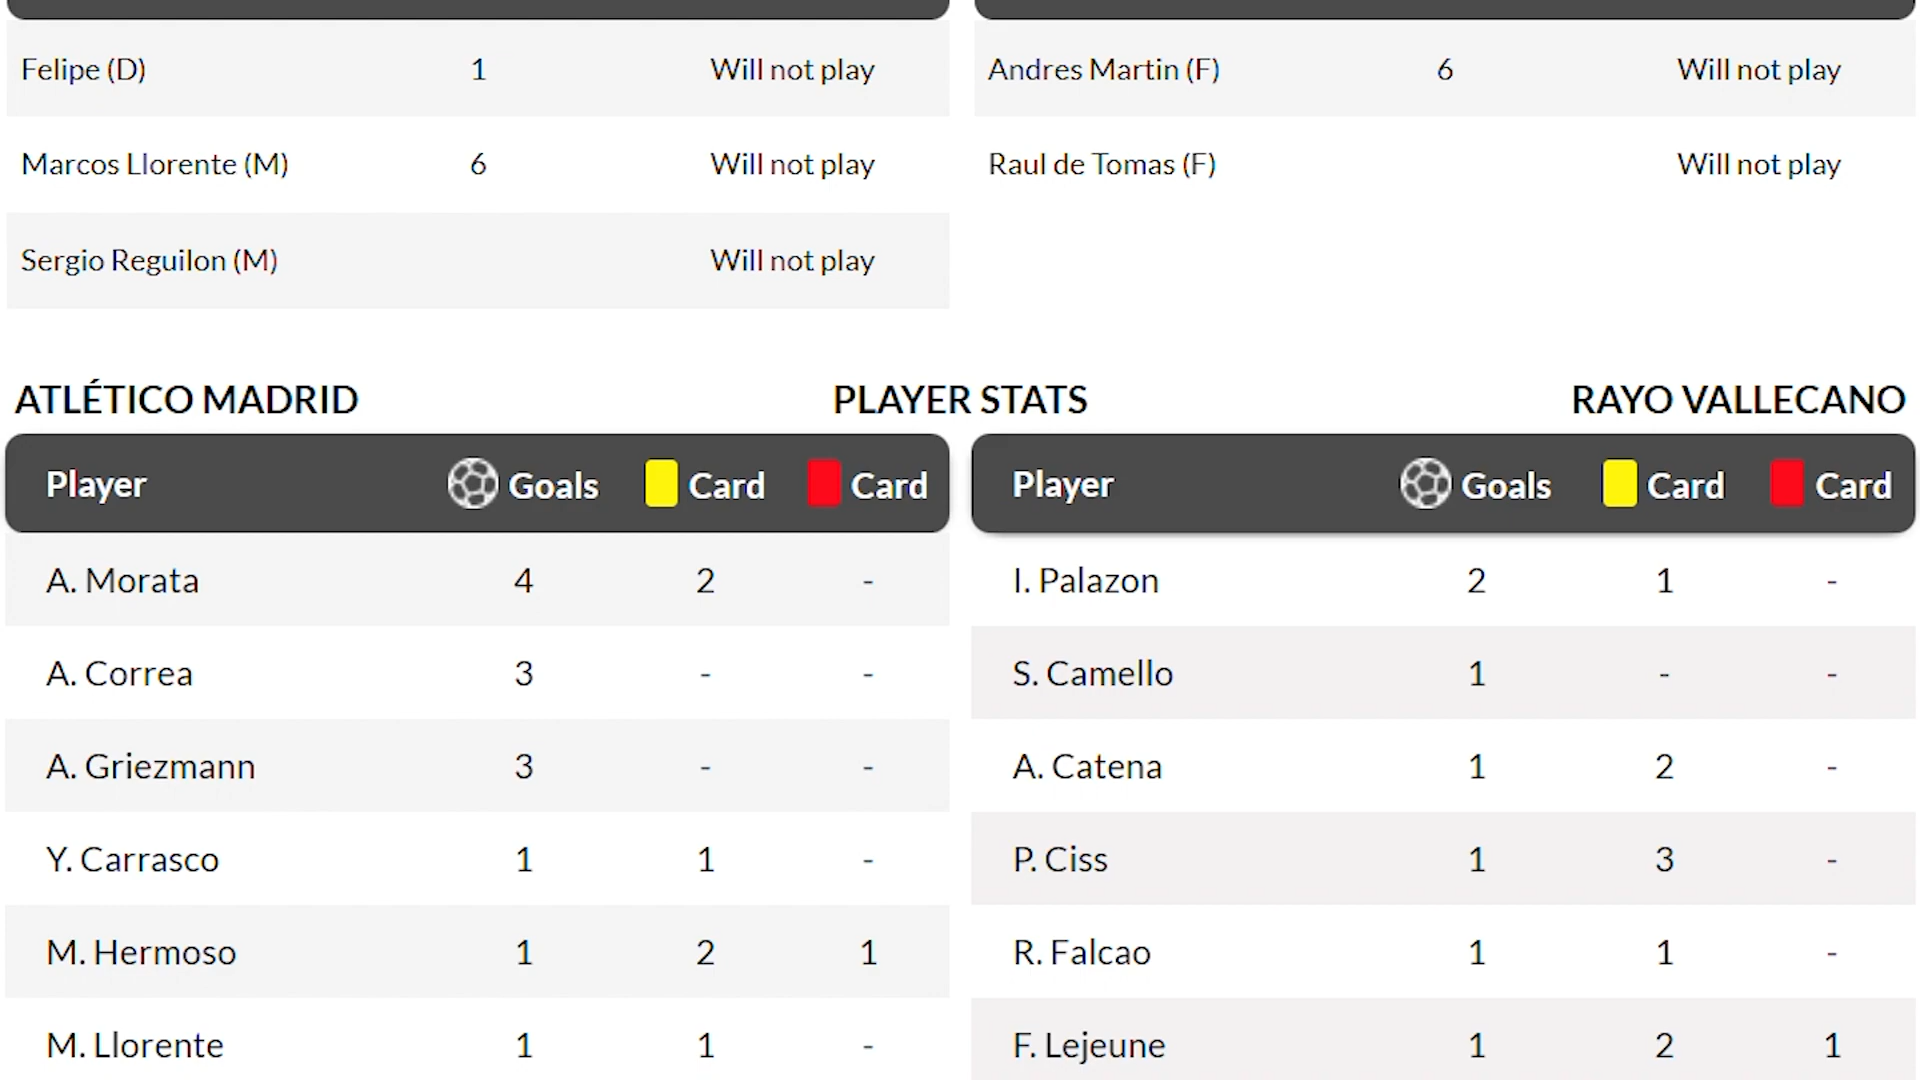 Felipe (D) 1 Will not play
Marcos Llorente (M) 6 Will not play
Sergio Reguilon (M) Will not play
Andres Martin (F) 6 Will not play
Raul de Tomas (F) Will not play
ATLÉTICO MADRID PLAYER STATS RAYO VALLECANO
Player Goals Card Card
A. Morata 4 2 -
A. Correa 3 - -
A. Griezmann 3 - -
Y. Carrasco 1 1 -
M. Hermoso 1 2 1
M. Llorente 1 1 -
Player Goals Card Card
I. Palazon 2 1 -
S. Camello 1 - -
A. Catena 1 2 -
P. Ciss 1 3 -
R. Falcao 1 1 -
F. Lejeune 1 2 1